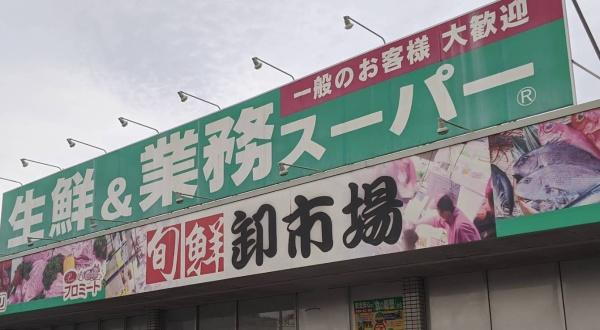 一般のお客様 大歓迎
生鮮&業務スーパー®
旬鮮 卸市場
プロミート